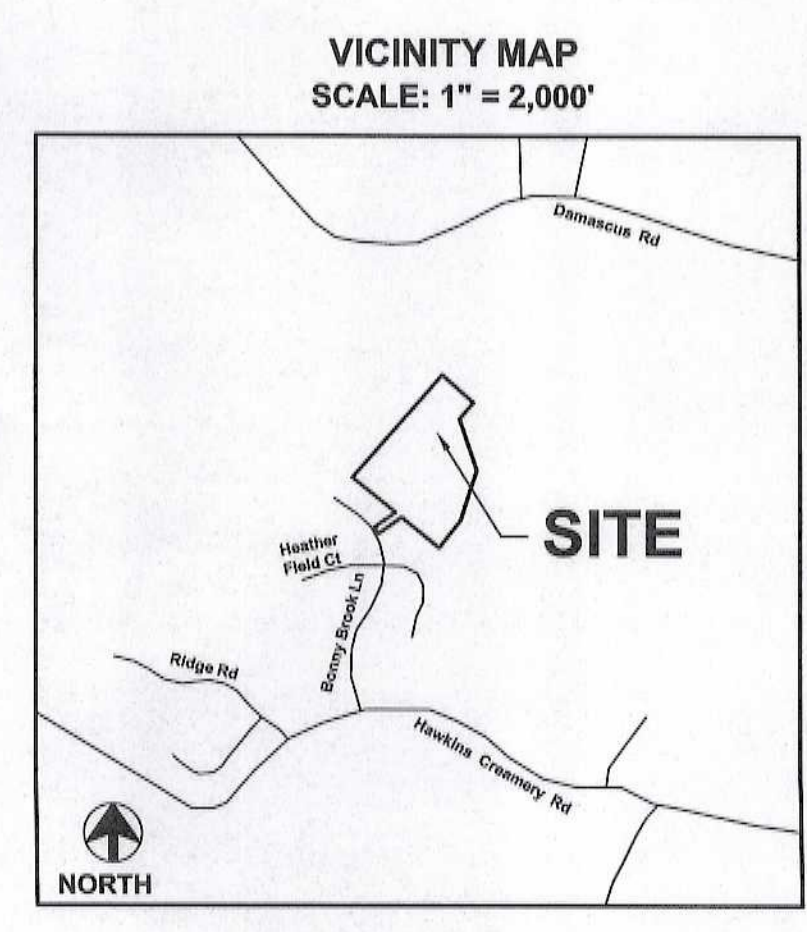 VICINITY MAP
SCALE: 1" = 2,000'
Damascus Rd
SITE
Heather
Field Ct
Bonny Brook Ln
Ridge Rd
Hawkins Creamery Rd
NORTH